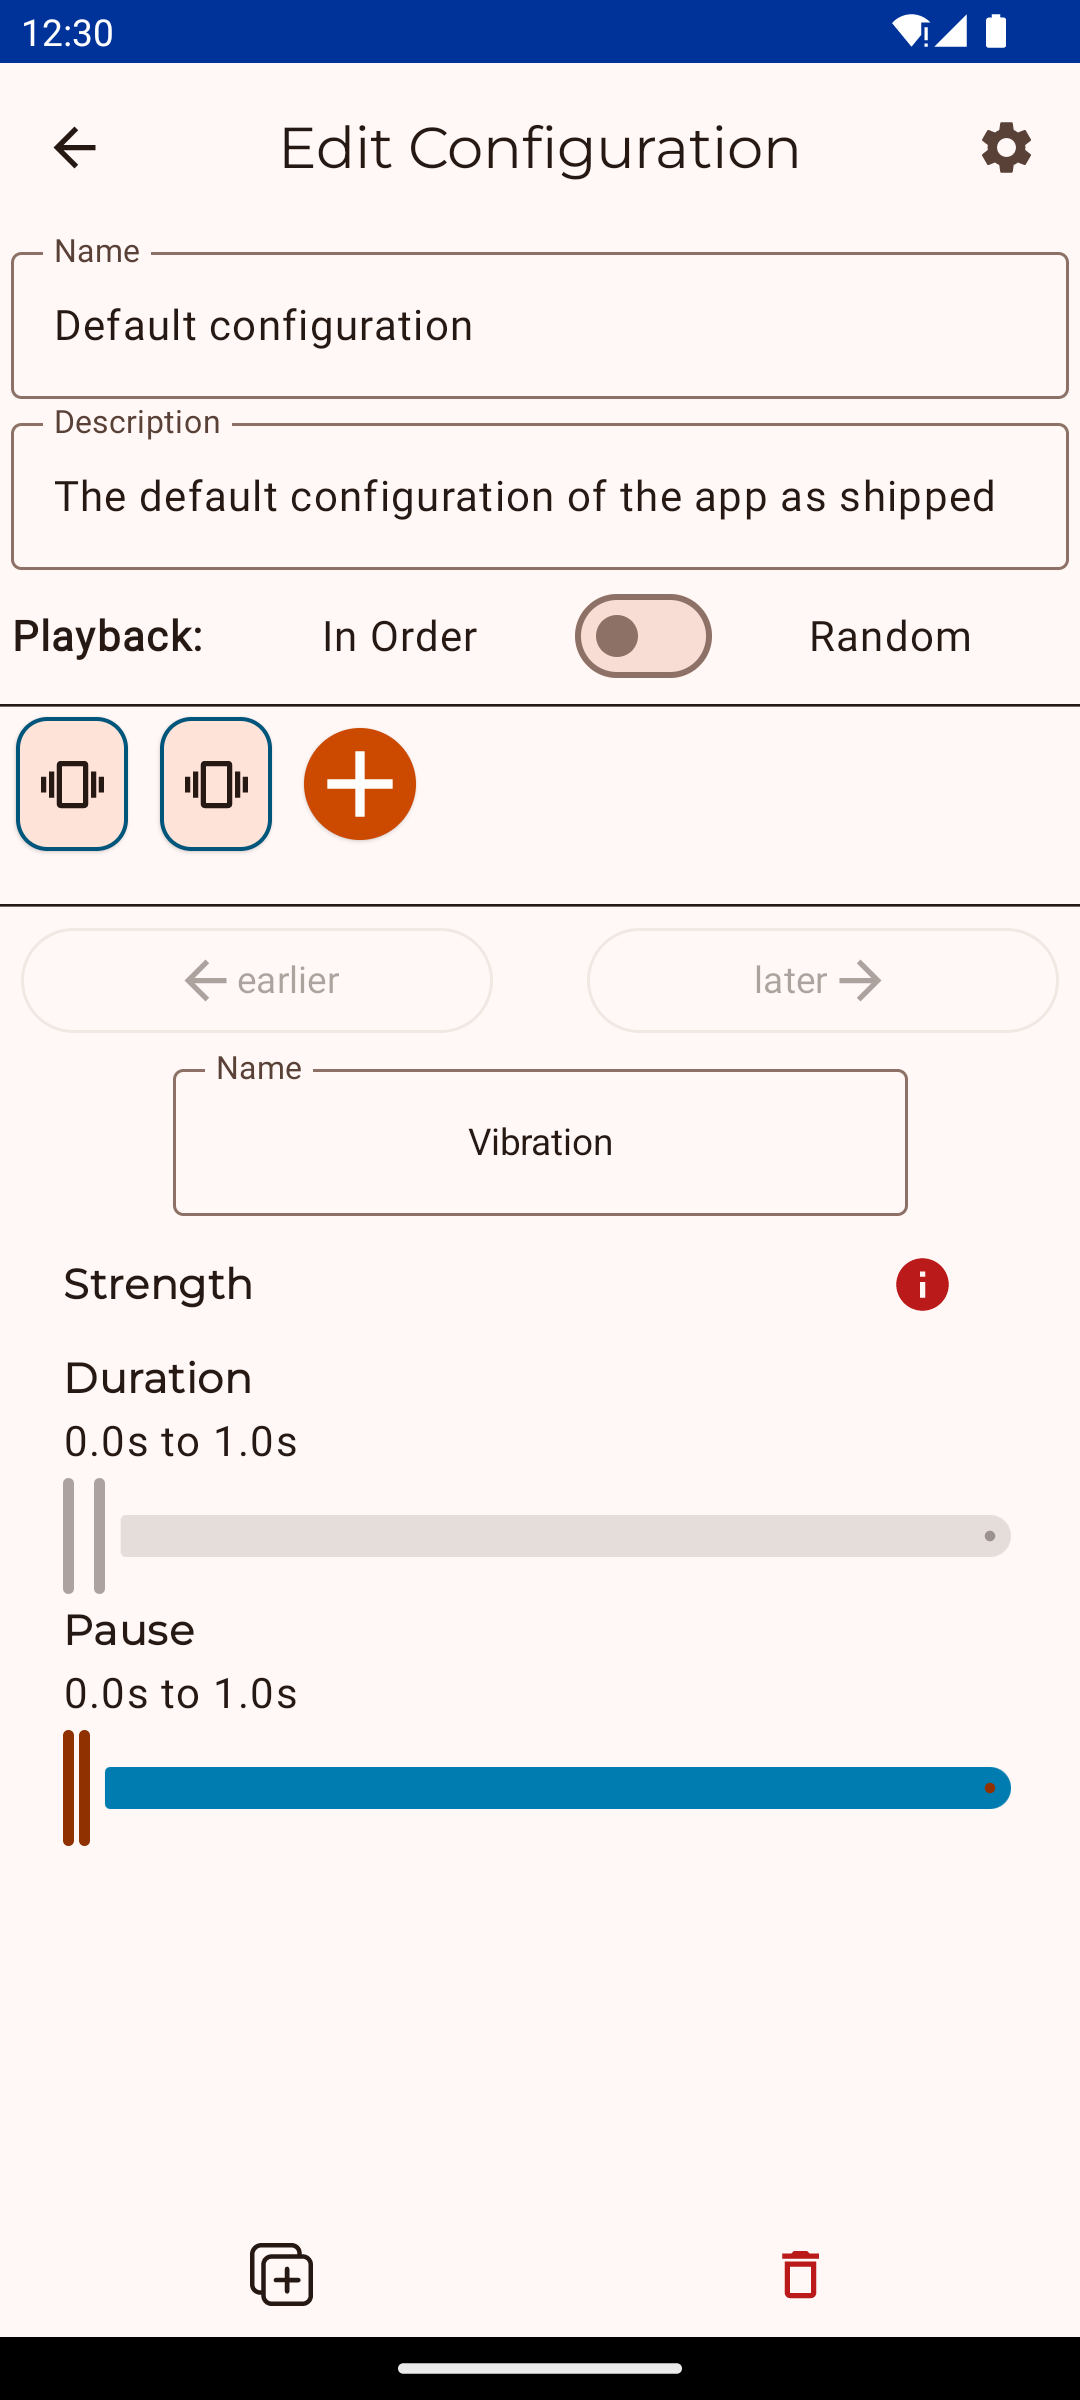 12:30
Edit Configuration
Name
Default configuration
Description
The default configuration of the app as shipped
Playback: In Order Random
earlier later
Name
Vibration
Strength
Duration
0.0s to 1.0s
Pause
0.0s to 1.0s